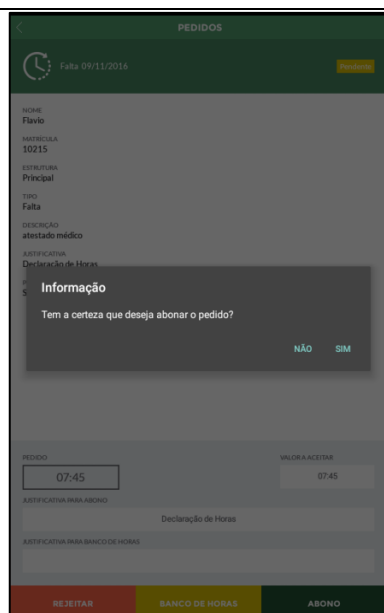 PEDIDOS
Falta 09/11/2016
Pendente
NOME
Flavio
MATRÍCULA
10215
ESTRUTURA
Principal
TIPO
Falta
DESCRIÇÃO
atestado médico
JUSTIFICATIVA
Declaração de Horas
Informação
Tem a certeza que deseja abonar o pedido?
NÃO SIM
PEDIDO VALOR A ACEITAR
07:45 07:45
JUSTIFICATIVA PARA ABONO
Declaração de Horas
JUSTIFICATIVA PARA BANCO DE HORAS
REJEITAR BANCO DE HORAS ABONO